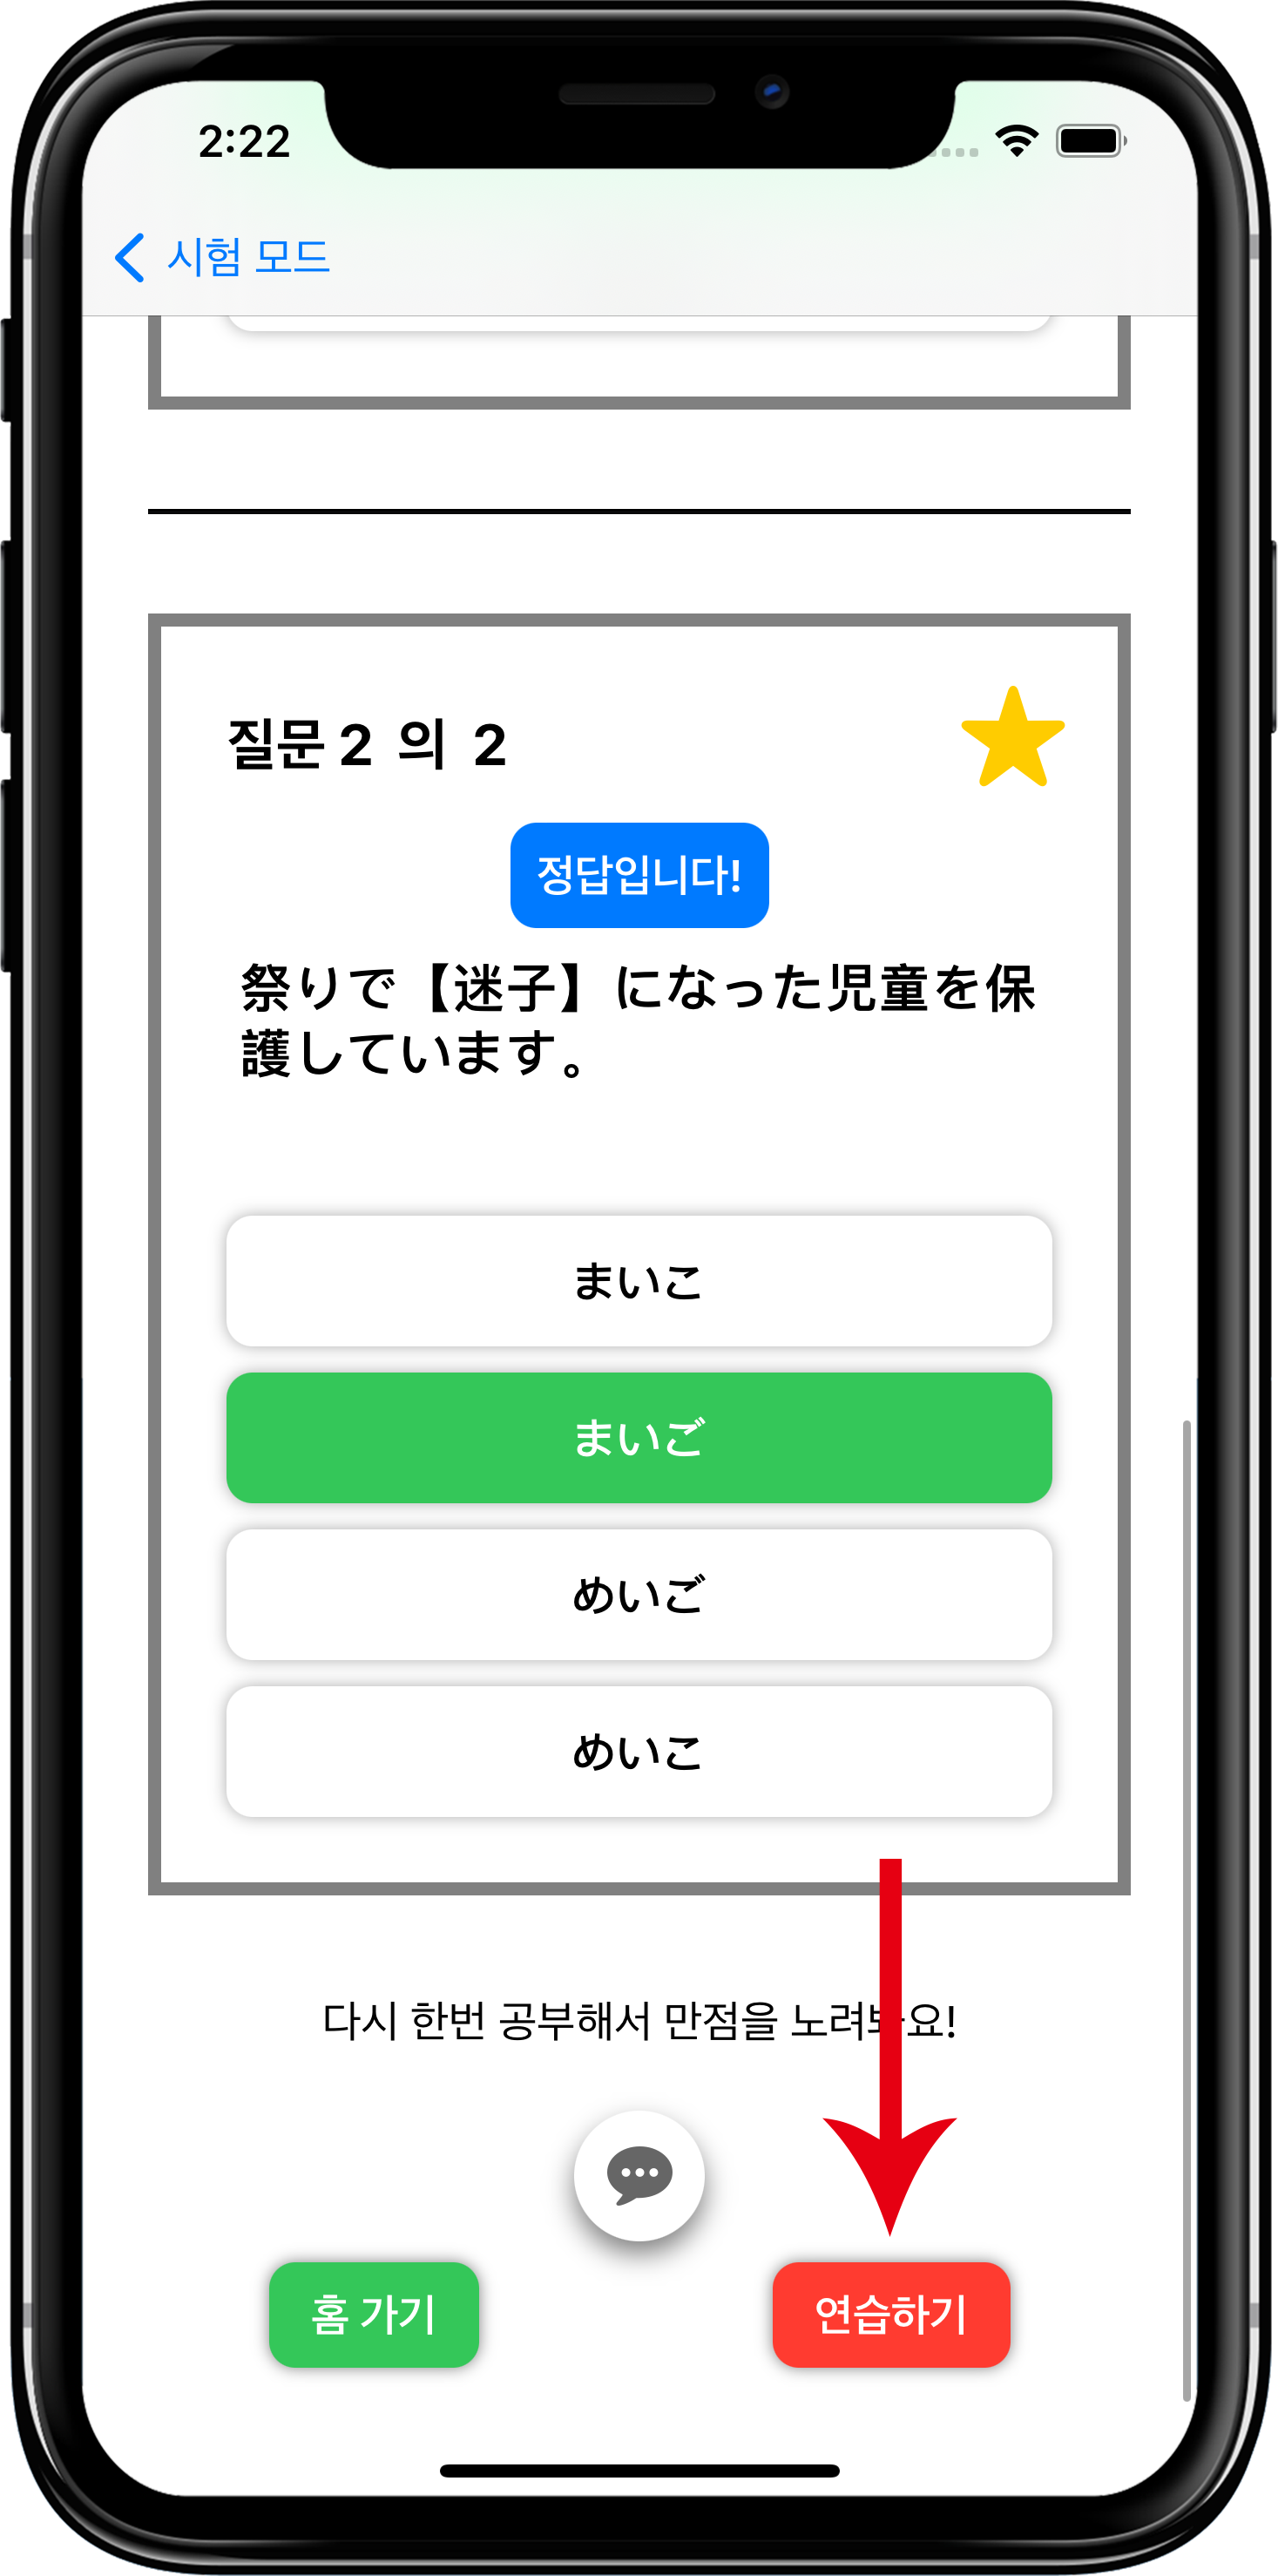 2:22
시험 모드
질문 2 의 2
정답입니다!
祭りで【迷子】になった児童を保
護しています。
まいこ
まいご
めいご
めいこ
다시 한번 공부해서 만점을 노려봐요!
홈 가기
연습하기